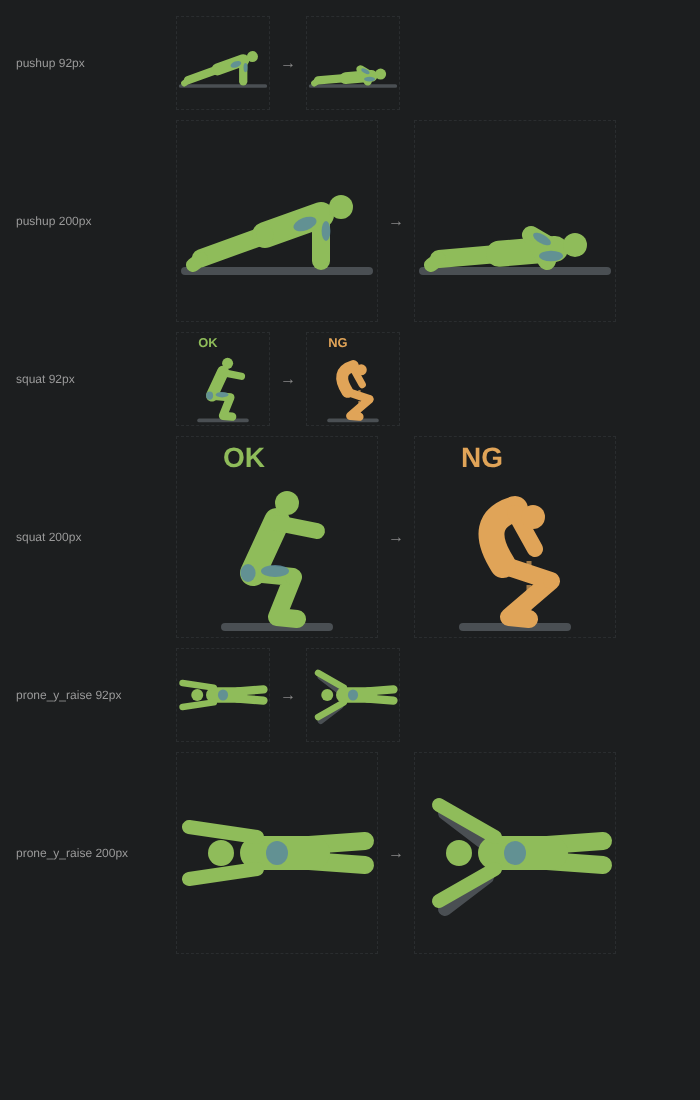 pushup 92px →
pushup 200px →
OK NG
squat 92px →
OK NG
squat 200px →
prone_y_raise 92px →
prone_y_raise 200px →